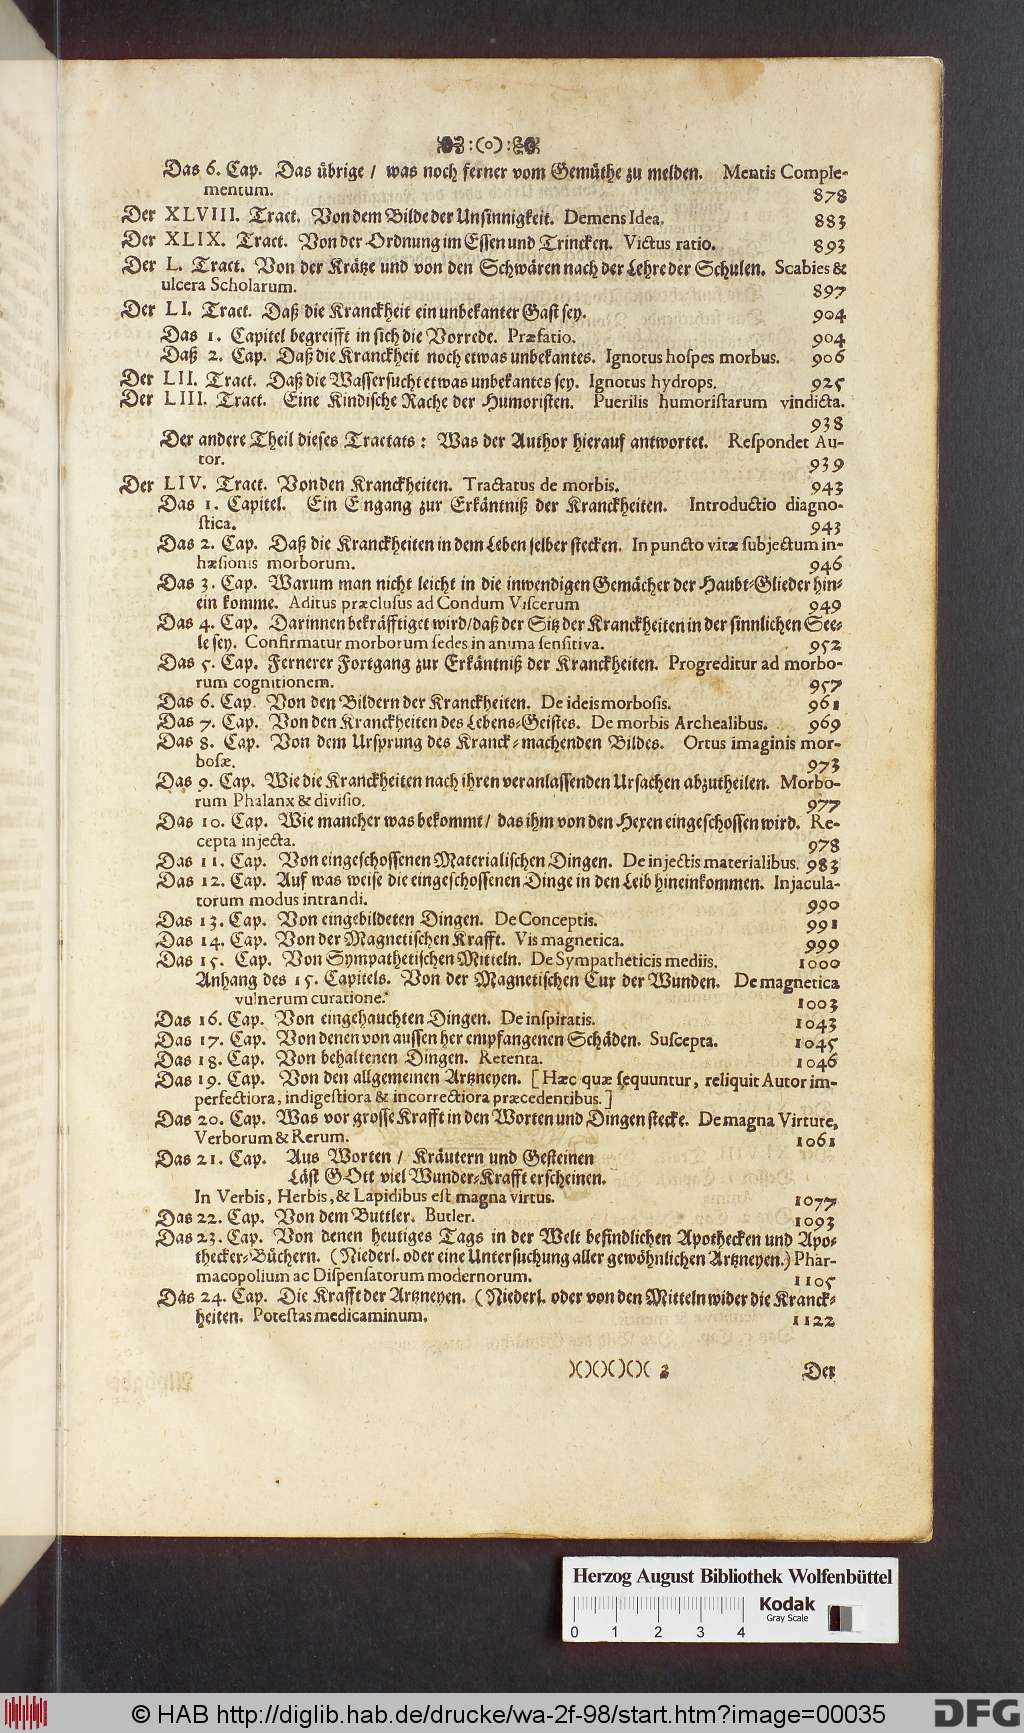 :(o):
Das 6. Cap. Das übrige / was noch ferner vom Gemüthe zu melden. Mentis Comple-
mentum. 878
Der XLVIII. Tract. Von dem Bilde der Unsinnigkeit. Demens Idea. 883
Der XLIX. Tract. Von der Ordnung im Essen und Trincken. Victus ratio. 893
Der L. Tract. Von der Krätze und von den Schwären nach der Lehre der Schulen. Scabies &
ulcera Scholarum. 897
Der LI. Tract. Daß die Kranckheit ein unbekanter Gast sey. 904
Das 1. Capitel begreifft in sich die Vorrede. Præfatio. 904
Daß 2. Cap. Daß die Kranckheit noch etwas unbekantes. Ignotus hospes morbus. 906
Der LII. Tract. Daß die Wassersucht etwas unbekantes sey. Ignotus hydrops. 925
Der LIII. Tract. Eine Kindische Rache der Humoristen. Puerilis humoristarum vindicta.
938
Der andere Theil dieses Tractats: Was der Author hierauf antwortet. Respondet Au-
tor. 939
Der LIV. Tract. Von den Kranckheiten. Tractatus de morbis. 943
Das 1. Capitel. Ein Eingang zur Erkäntniß der Kranckheiten. Introductio diagno-
stica. 943
Das 2. Cap. Daß die Kranckheiten in dem Leben selber stecken. In puncto vitæ subjectum in-
hæsionis morborum. 946
Das 3. Cap. Warum man nicht leicht in die inwendigen Gemächer der Haubt-Glieder hin-
ein komme. Aditus præclusus ad Condum Viscerum 949
Das 4. Cap. Darinnen bekräfftiget wird / daß der Sitz der Kranckheiten in der sinnlichen See-
le sey. Confirmatur morborum sedes in anima sensitiva. 952
Das 5. Cap. Fernerer Fortgang zur Erkäntniß der Kranckheiten. Progreditur ad morbo-
rum cognitionem. 957
Das 6. Cap. Von den Bildern der Kranckheiten. De ideis morbosis. 961
Das 7. Cap. Von den Kranckheiten des Lebens-Geistes. De morbis Archealibus. 969
Das 8. Cap. Von dem Ursprung des Kranck-machenden Bildes. Ortus imaginis mor-
bosæ. 973
Das 9. Cap. Wie die Kranckheiten nach ihren veranlassenden Ursachen abzutheilen. Morbo-
rum Phalanx & divisio. 977
Das 10. Cap. Wie mancher was bekommt / das ihm von den Hexen eingeschossen wird. Re-
cepta injecta. 978
Das 11. Cap. Von eingeschossenen Materialischen Dingen. De injectis materialibus. 983
Das 12. Cap. Auf was weise die eingeschossenen Dinge in den Leib hineinkommen. Injacula-
torum modus intrandi. 990
Das 13. Cap. Von eingebildeten Dingen. De Conceptis. 991
Das 14. Cap. Von der Magnetischen Krafft. Vis magnetica. 999
Das 15. Cap. Von Sympathetischen Mitteln. De Sympatheticis mediis. 1000
Anhang des 15. Capitels. Von der Magnetischen Cur der Wunden. De magnetica
vulnerum curatione. 1003
Das 16. Cap. Von eingehauchten Dingen. De inspiratis. 1043
Das 17. Cap. Von denen von aussen her empfangenen Schäden. Suscepta. 1045
Das 18. Cap. Von behaltenen Dingen. Retenta. 1046
Das 19. Cap. Von den allgemeinen Artzneyen. [Hæc quæ sequuntur, reliquit Autor im-
perfectiora, indigestiora & incorrectiora præcedentibus.]
Das 20. Cap. Was vor grosse Krafft in den Worten und Dingen stecke. De magna Virtute,
Verborum & Rerum. 1061
Das 21. Cap. Aus Worten / Kräutern und Gesteinen
Läst GOtt viel Wunder-Krafft erscheinen.
In Verbis, Herbis, & Lapidibus est magna virtus. 1077
Das 22. Cap. Von dem Buttler. Butler. 1093
Das 23. Cap. Von denen heutiges Tags in der Welt befindlichen Apothecken und Apo-
thecker-Büchern. (Niederl. oder eine Untersuchung aller gewöhnlichen Artzneyen.) Phar-
macopolium ac Dispensatorum modernorum. 1105
Das 24. Cap. Die Krafft der Artzneyen. (Niederl. oder von den Mitteln wider die Kranck-
heiten. Potestas medicaminum. 1122
)()()()()( 2 Der
Herzog August Bibliothek Wolfenbüttel
Kodak
Gray Scale
0 1 2 3 4
© HAB http://diglib.hab.de/drucke/wa-2f-98/start.htm?image=00035
DFG